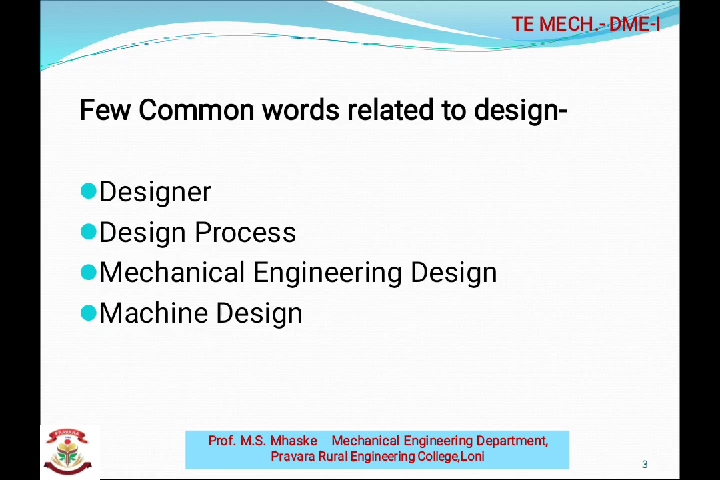 TE MECH.- DME-I
Few Common words related to design-
Designer
Design Process
Mechanical Engineering Design
Machine Design
PRAVARA
Prof. M.S. Mhaske Mechanical Engineering Department,
Pravara Rural Engineering College,Loni
3